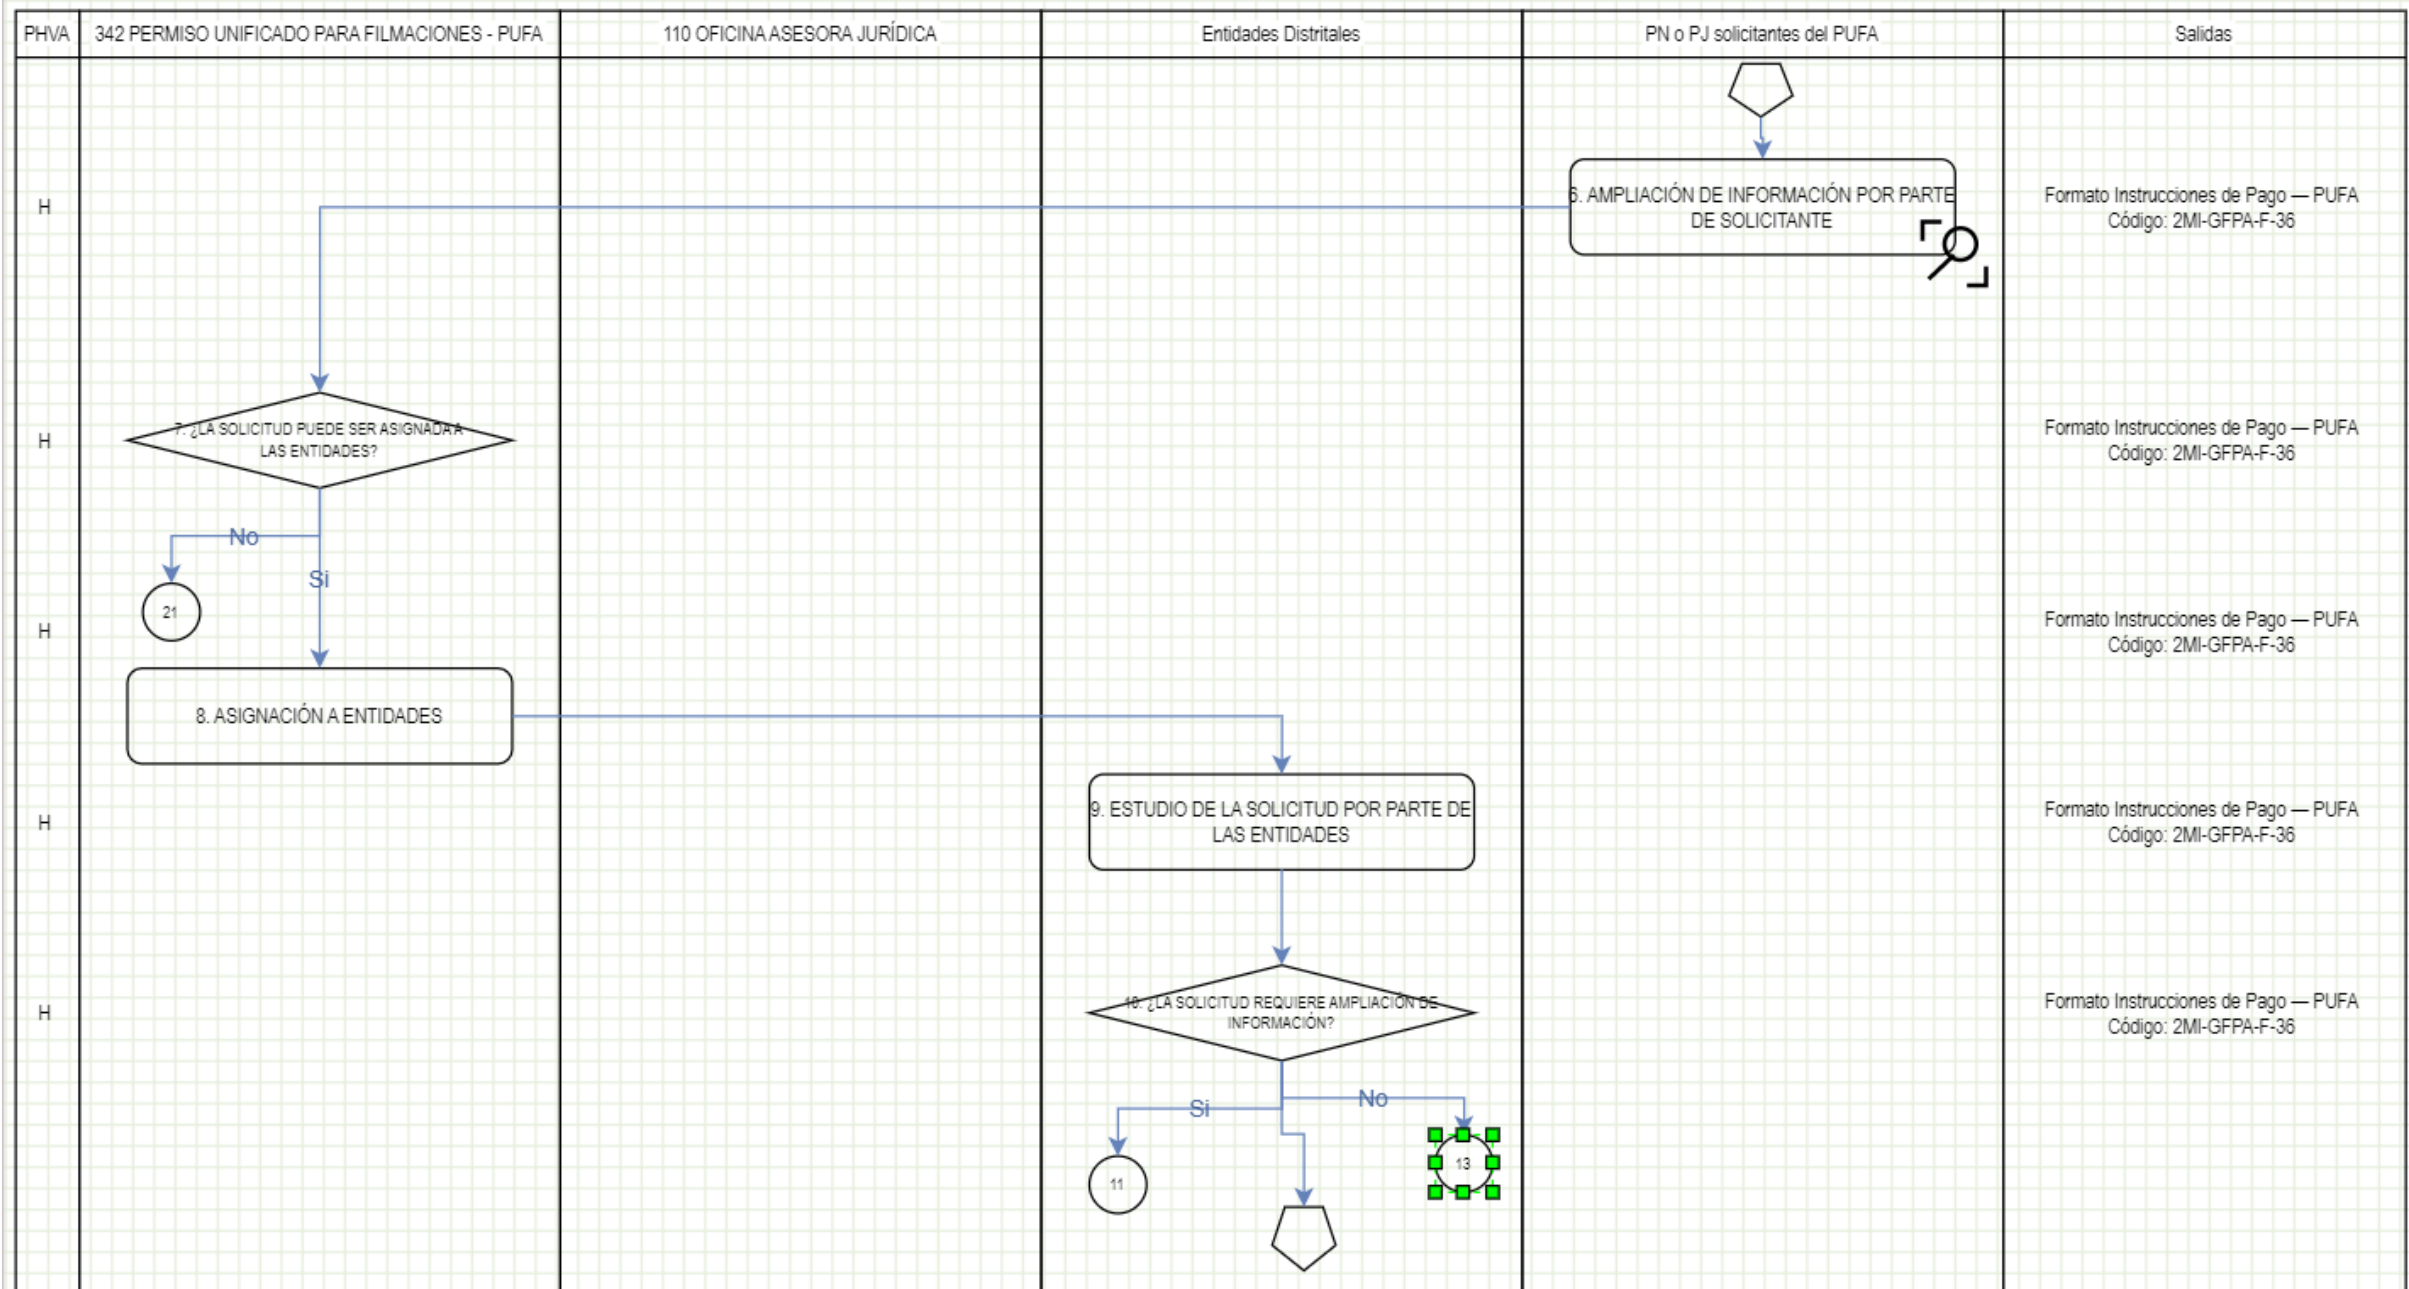 PHVA
342 PERMISO UNIFICADO PARA FILMACIONES - PUFA
110 OFICINA ASESORA JURÍDICA
Entidades Distritales
PN o PJ solicitantes del PUFA
Salidas
H
6. AMPLIACIÓN DE INFORMACIÓN POR PARTE
DE SOLICITANTE
Formato Instrucciones de Pago — PUFA
Código: 2MI-GFPA-F-36
H
7. ¿LA SOLICITUD PUEDE SER ASIGNADA A
LAS ENTIDADES?
Formato Instrucciones de Pago — PUFA
Código: 2MI-GFPA-F-36
No
Si
21
H
Formato Instrucciones de Pago — PUFA
Código: 2MI-GFPA-F-36
8. ASIGNACIÓN A ENTIDADES
H
9. ESTUDIO DE LA SOLICITUD POR PARTE DE
LAS ENTIDADES
Formato Instrucciones de Pago — PUFA
Código: 2MI-GFPA-F-36
H
10. ¿LA SOLICITUD REQUIERE AMPLIACIÓN DE
INFORMACIÓN?
Formato Instrucciones de Pago — PUFA
Código: 2MI-GFPA-F-36
Si
No
11
13